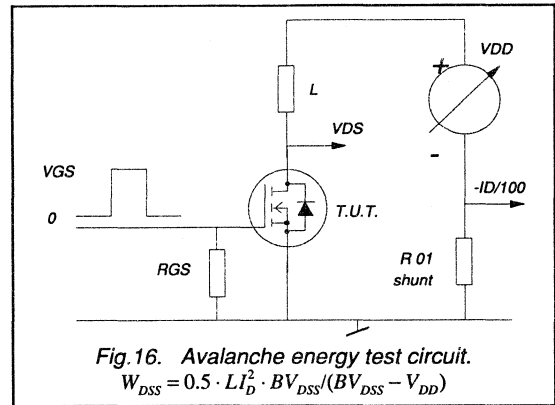 +
VDD
L
VDS
-
VGS
-ID/100
0
T.U.T.
RGS
R 01
shunt
Fig.16. Avalanche energy test circuit.
W_DSS = 0.5 · LI_D^2 · BV_DSS/(BV_DSS − V_DD)